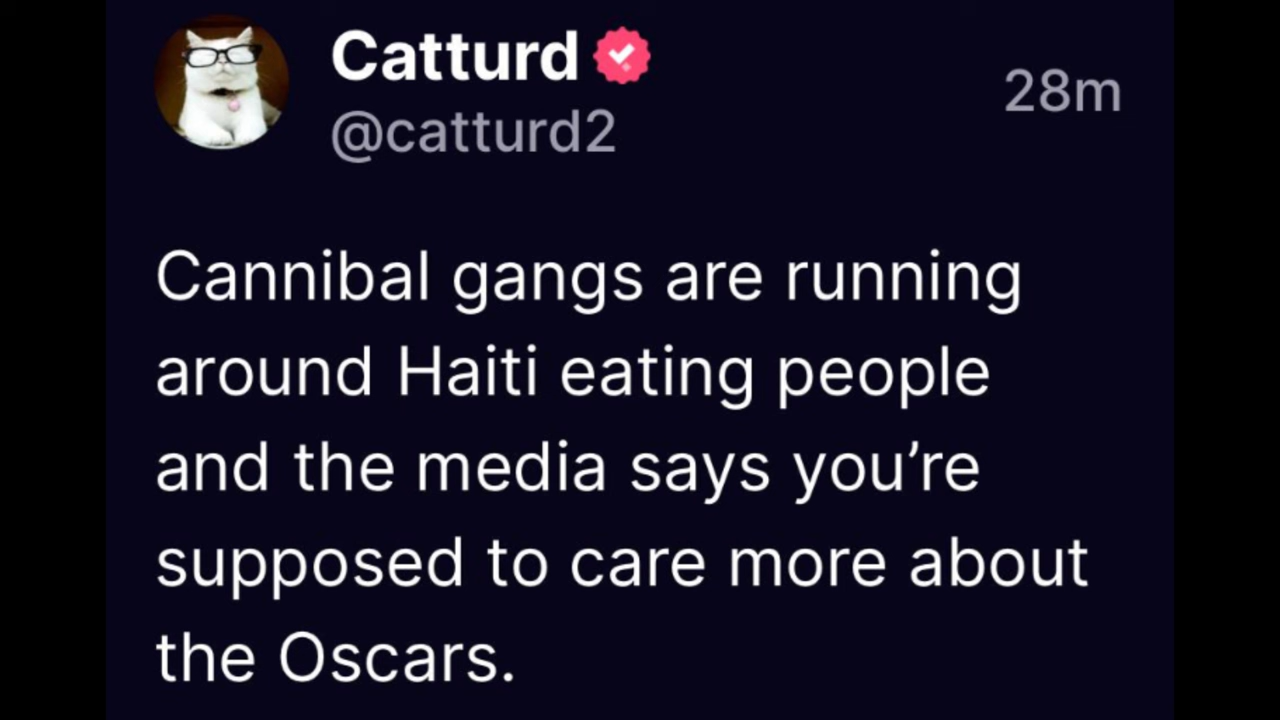 Catturd
@catturd2
28m
Cannibal gangs are running
around Haiti eating people
and the media says you’re
supposed to care more about
the Oscars.